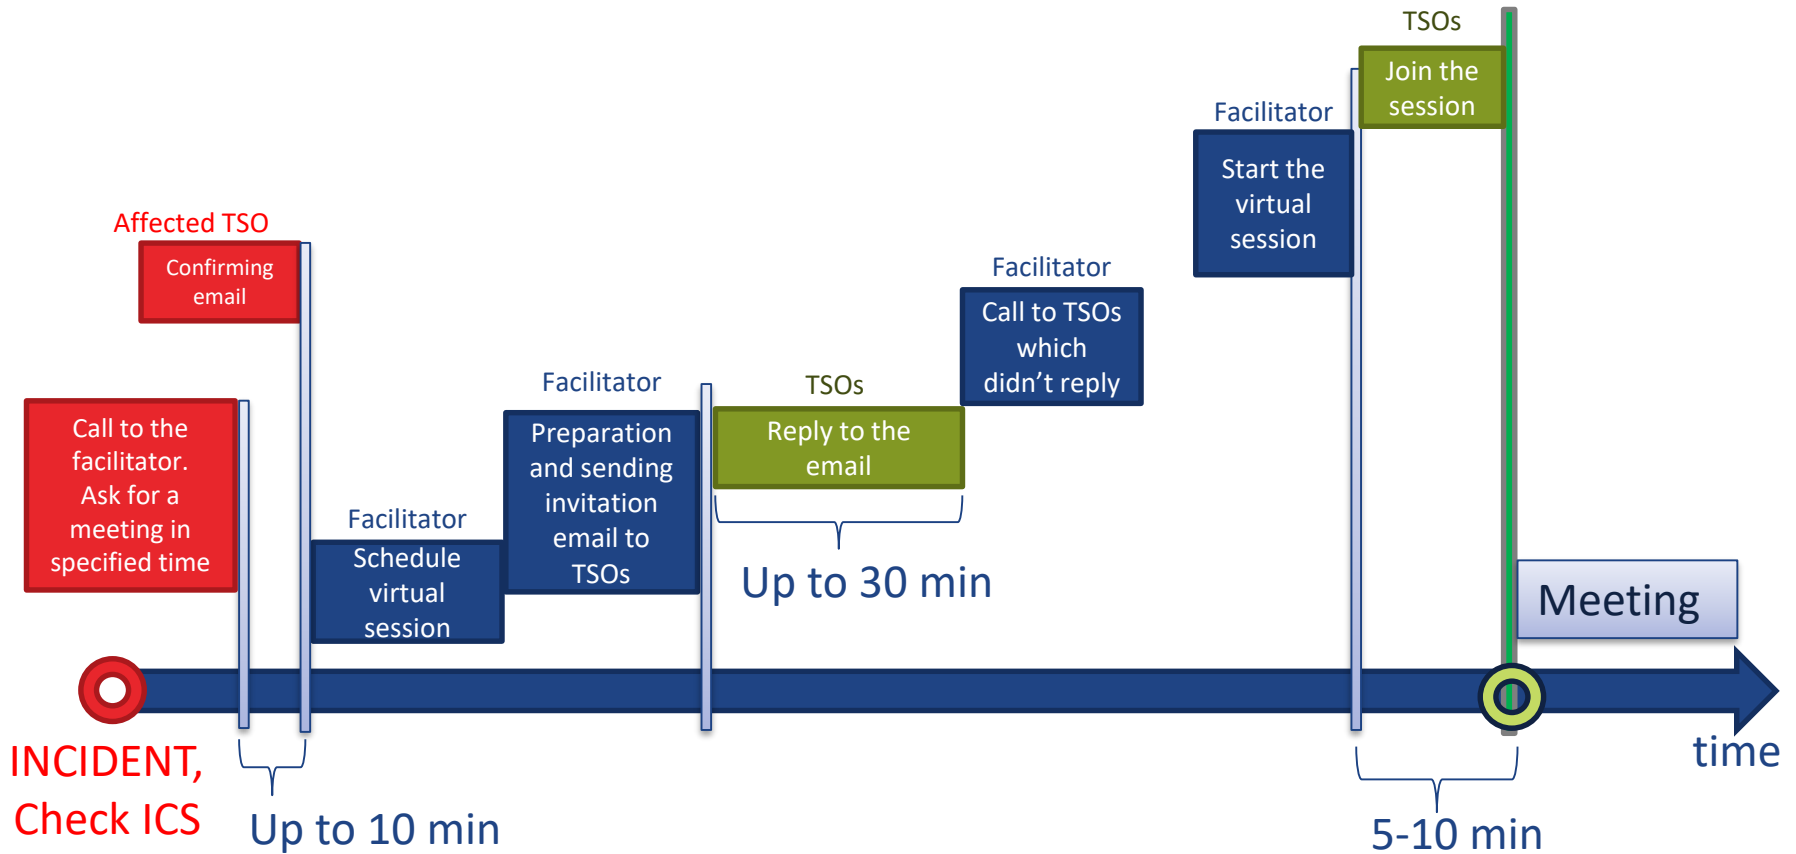 TSOs
Join the
session
Facilitator
Start the
virtual
session
Affected TSO
Confirming
email
Facilitator
Call to TSOs
which
didn’t reply
Facilitator
Preparation
and sending
invitation
email to
TSOs
TSOs
Reply to the
email
Call to the
facilitator.
Ask for a
meeting in
specified time
Facilitator
Schedule
virtual
session
Up to 30 min
Meeting
INCIDENT,
Check ICS
Up to 10 min
time
5-10 min